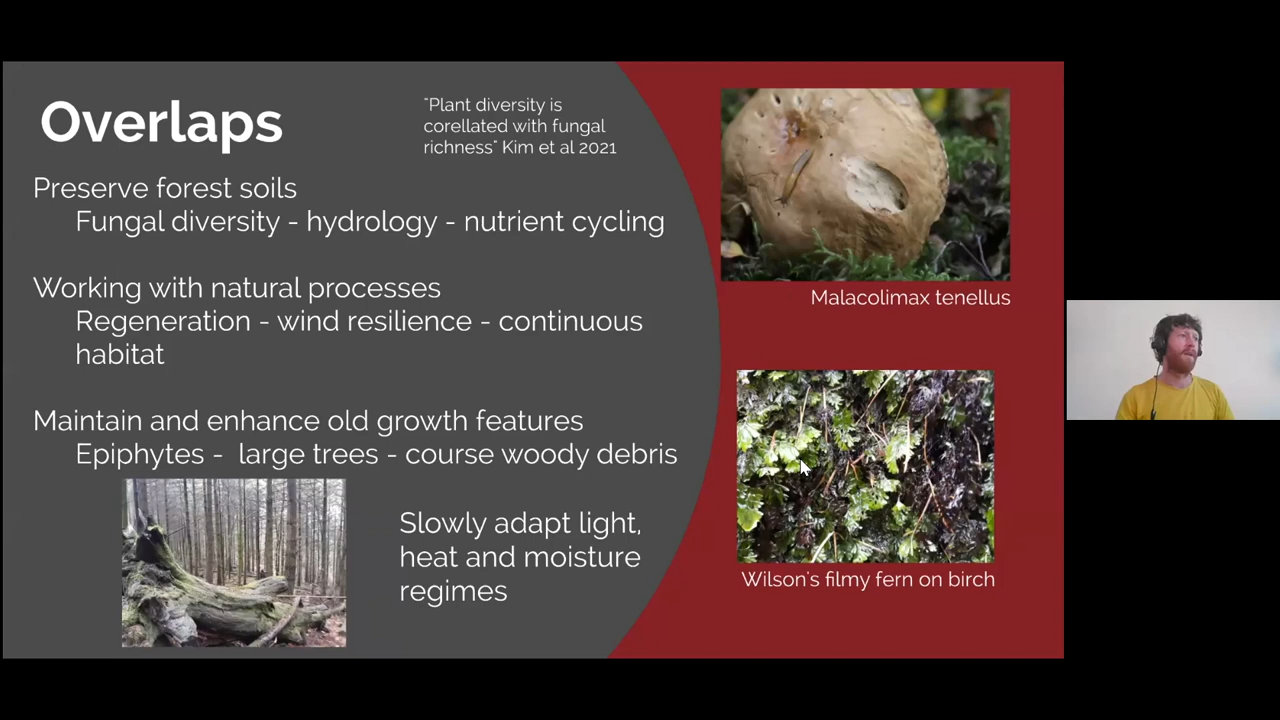 Overlaps
"Plant diversity is
corellated with fungal
richness" Kim et al 2021
Preserve forest soils
Fungal diversity - hydrology - nutrient cycling
Working with natural processes
Regeneration - wind resilience - continuous
habitat
Maintain and enhance old growth features
Epiphytes - large trees - course woody debris
Slowly adapt light,
heat and moisture
regimes
Malacolimax tenellus
Wilson's filmy fern on birch